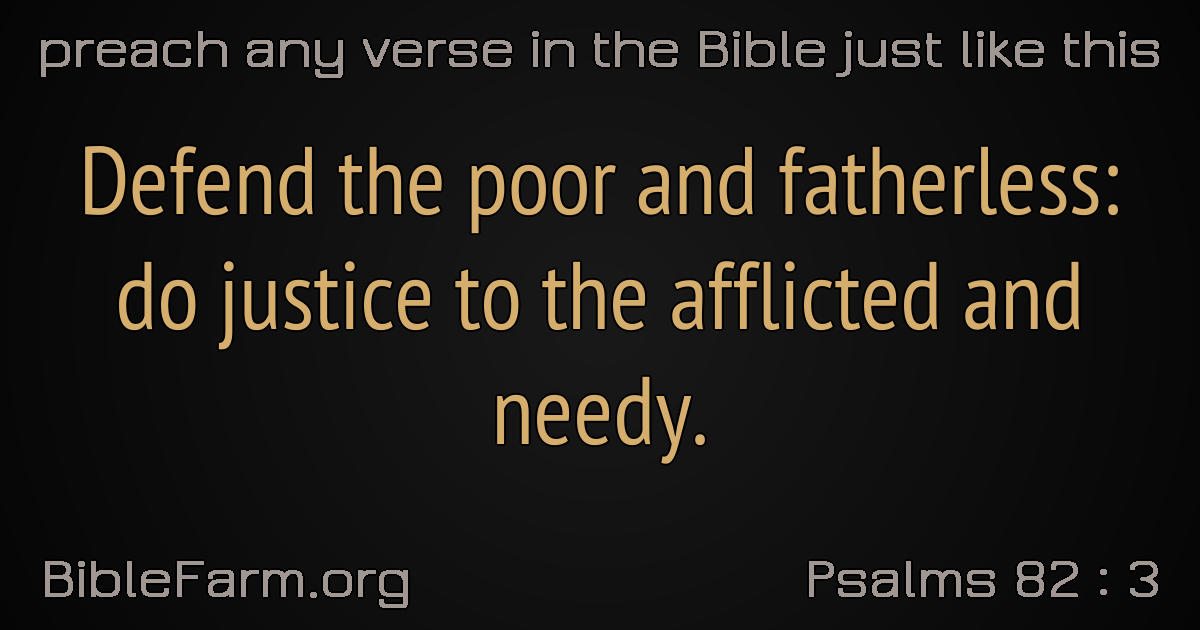 preach any verse in the Bible just like this
Defend the poor and fatherless:
do justice to the afflicted and
needy.
BibleFarm.org
Psalms 82 : 3